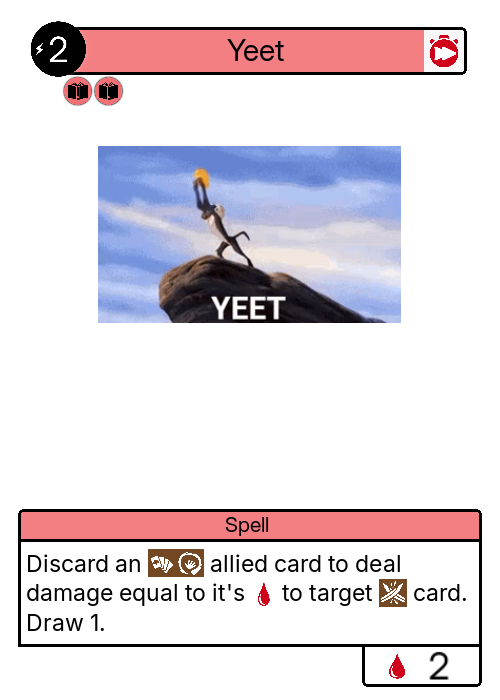 2
Yeet
YEET
Spell
Discard an allied card to deal
damage equal to it's to target card.
Draw 1.
2